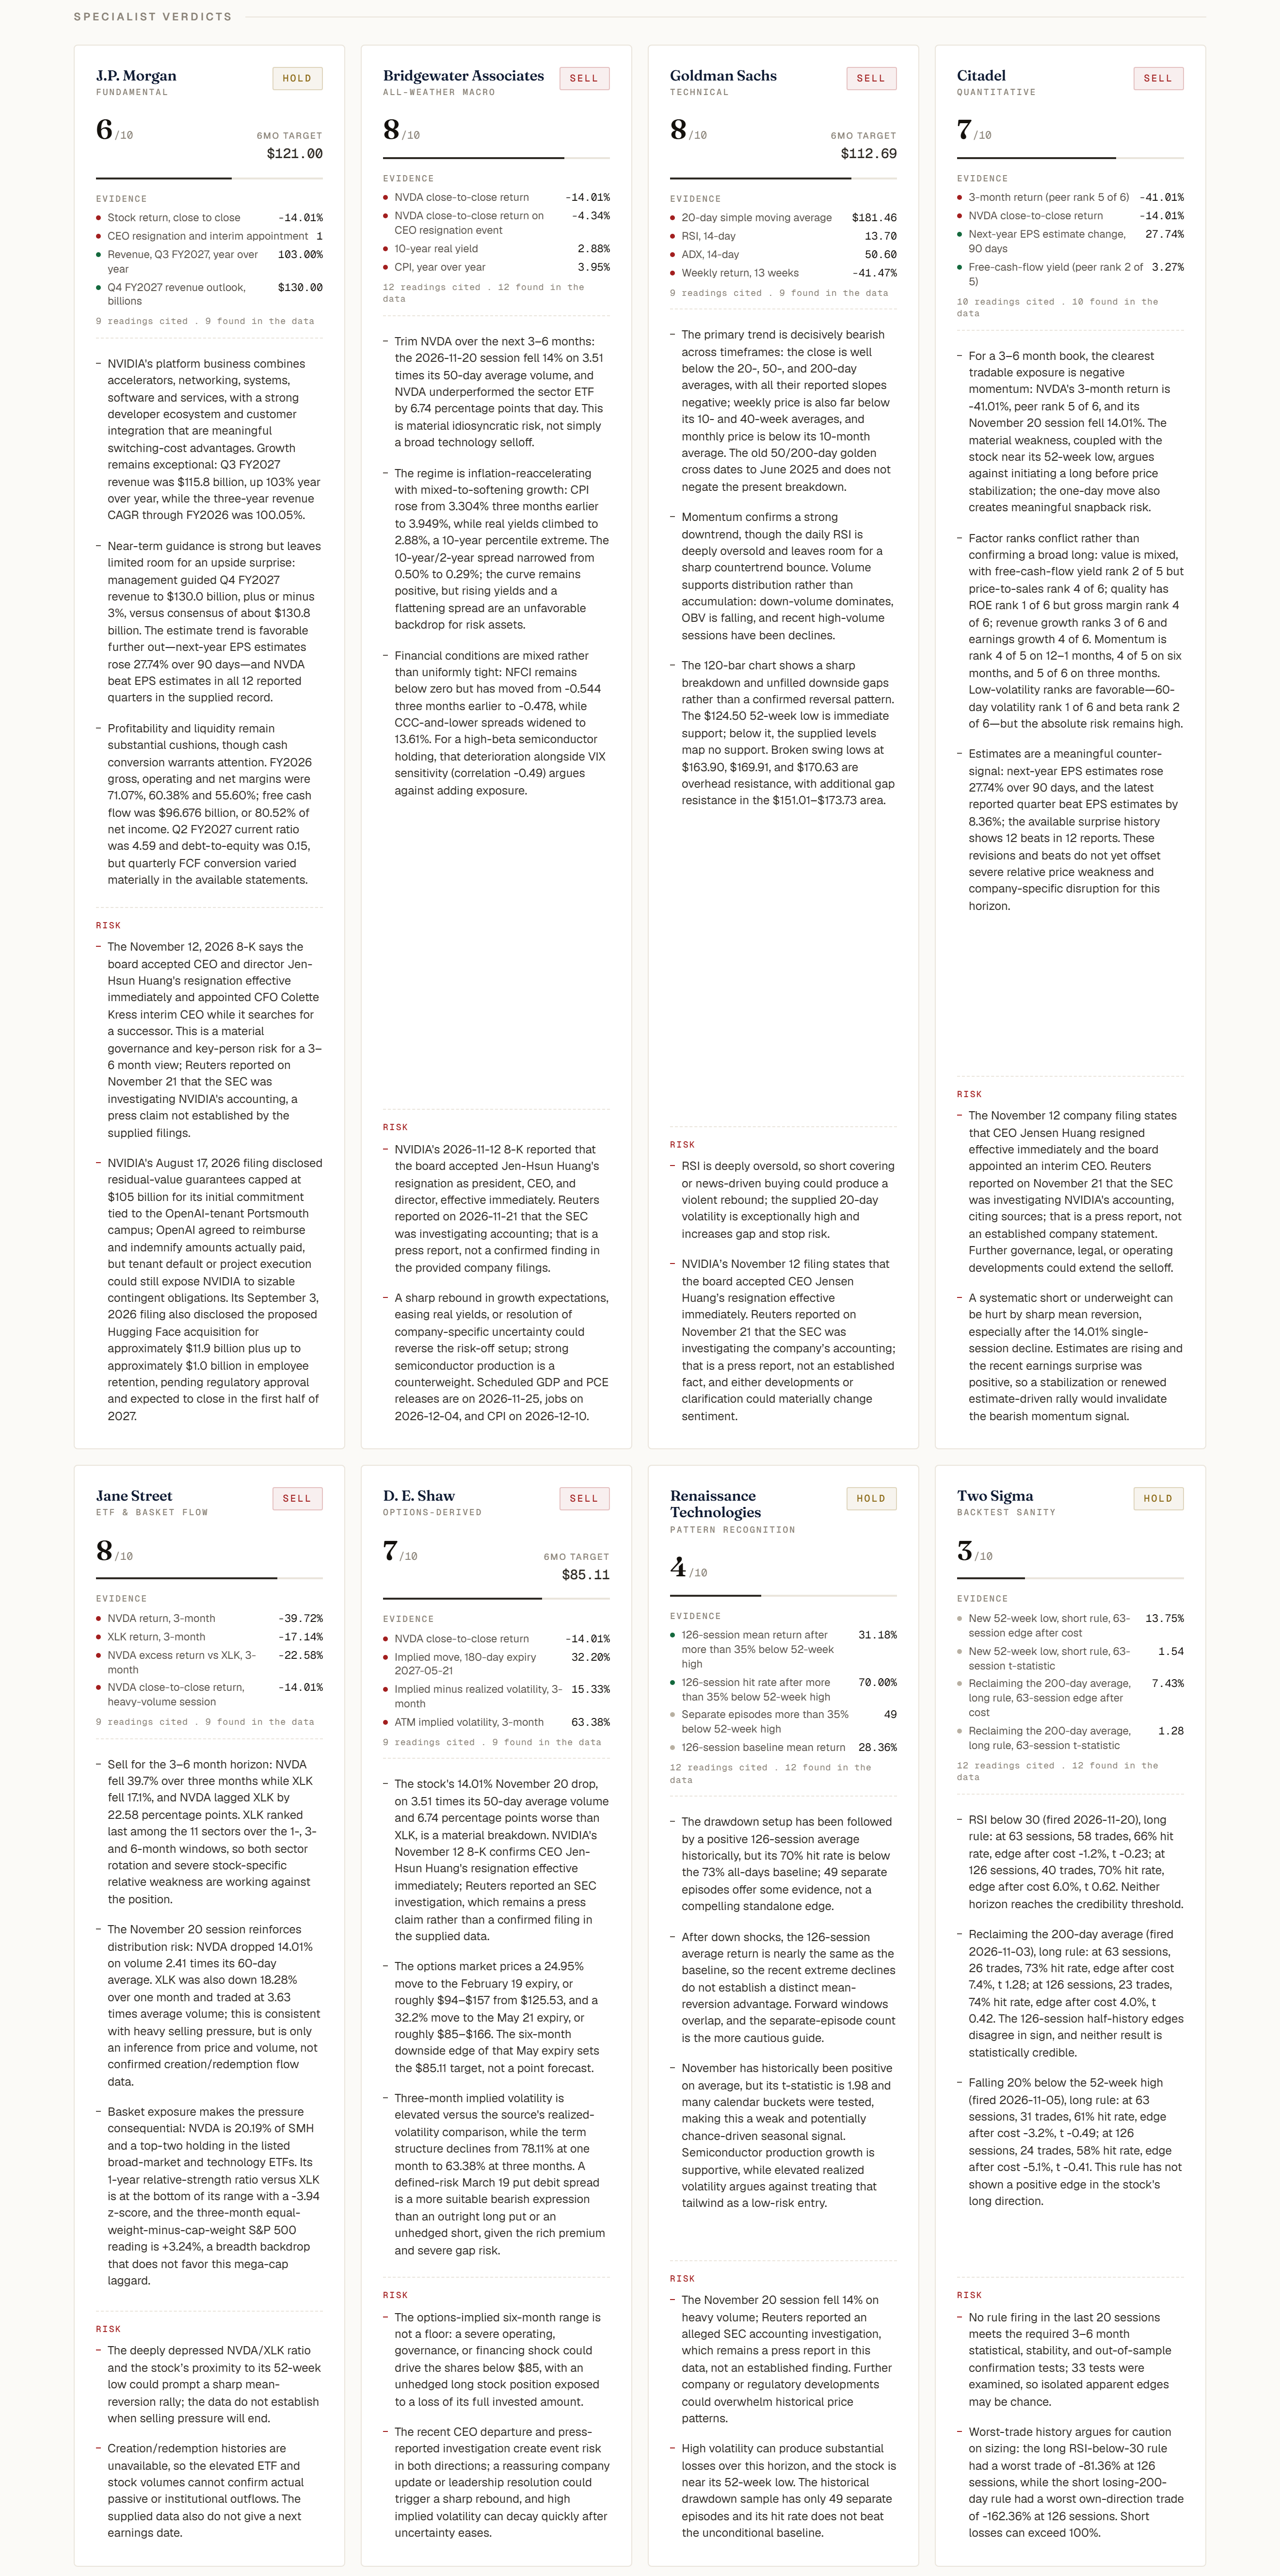 SPECIALIST VERDICTS
J.P. Morgan
HOLD
FUNDAMENTAL
6/10
6MO TARGET
$121.00
EVIDENCE
Stock return, close to close -14.01%
CEO resignation and interim appointment 1
Revenue, Q3 FY2027, year over 103.00%
year
Q4 FY2027 revenue outlook, $130.00
billions
9 readings cited . 9 found in the data
– NVIDIA's platform business combines
accelerators, networking, systems,
software and services, with a strong
developer ecosystem and customer
integration that are meaningful
switching-cost advantages. Growth
remains exceptional: Q3 FY2027
revenue was $115.8 billion, up 103% year
over year, while the three-year revenue
CAGR through FY2026 was 100.05%.
– Near-term guidance is strong but leaves
limited room for an upside surprise:
management guided Q4 FY2027
revenue to $130.0 billion, plus or minus
3%, versus consensus of about $130.8
billion. The estimate trend is favorable
further out—next-year EPS estimates
rose 27.74% over 90 days—and NVDA
beat EPS estimates in all 12 reported
quarters in the supplied record.
– Profitability and liquidity remain
substantial cushions, though cash
conversion warrants attention. FY2026
gross, operating and net margins were
71.07%, 60.38% and 55.60%; free cash
flow was $96.676 billion, or 80.52% of
net income. Q2 FY2027 current ratio
was 4.59 and debt-to-equity was 0.15,
but quarterly FCF conversion varied
materially in the available statements.
RISK
– The November 12, 2026 8-K says the
board accepted CEO and director Jen-
Hsun Huang's resignation effective
immediately and appointed CFO Colette
Kress interim CEO while it searches for
a successor. This is a material
governance and key-person risk for a 3–
6 month view; Reuters reported on
November 21 that the SEC was
investigating NVIDIA's accounting, a
press claim not established by the
supplied filings.
– NVIDIA's August 17, 2026 filing disclosed
residual-value guarantees capped at
$105 billion for its initial commitment
tied to the OpenAI-tenant Portsmouth
campus; OpenAI agreed to reimburse
and indemnify amounts actually paid,
but tenant default or project execution
could still expose NVIDIA to sizable
contingent obligations. Its September 3,
2026 filing also disclosed the proposed
Hugging Face acquisition for
approximately $11.9 billion plus up to
approximately $1.0 billion in employee
retention, pending regulatory approval
and expected to close in the first half of
2027.
Bridgewater Associates
SELL
ALL-WEATHER MACRO
8/10
EVIDENCE
NVDA close-to-close return -14.01%
NVDA close-to-close return on -4.34%
CEO resignation event
10-year real yield 2.88%
CPI, year over year 3.95%
12 readings cited . 12 found in the
data
– Trim NVDA over the next 3–6 months:
the 2026-11-20 session fell 14% on 3.51
times its 50-day average volume, and
NVDA underperformed the sector ETF
by 6.74 percentage points that day. This
is material idiosyncratic risk, not simply
a broad technology selloff.
– The regime is inflation-reaccelerating
with mixed-to-softening growth: CPI
rose from 3.304% three months earlier
to 3.949%, while real yields climbed to
2.88%, a 10-year percentile extreme. The
10-year/2-year spread narrowed from
0.50% to 0.29%; the curve remains
positive, but rising yields and a
flattening spread are an unfavorable
backdrop for risk assets.
– Financial conditions are mixed rather
than uniformly tight: NFCI remains
below zero but has moved from -0.544
three months earlier to -0.478, while
CCC-and-lower spreads widened to
13.61%. For a high-beta semiconductor
holding, that deterioration alongside VIX
sensitivity (correlation -0.49) argues
against adding exposure.
RISK
– NVIDIA's 2026-11-12 8-K reported that
the board accepted Jen-Hsun Huang's
resignation as president, CEO, and
director, effective immediately. Reuters
reported on 2026-11-21 that the SEC
was investigating accounting; that is a
press report, not a confirmed finding in
the provided company filings.
– A sharp rebound in growth expectations,
easing real yields, or resolution of
company-specific uncertainty could
reverse the risk-off setup; strong
semiconductor production is a
counterweight. Scheduled GDP and PCE
releases are on 2026-11-25, jobs on
2026-12-04, and CPI on 2026-12-10.
Goldman Sachs
SELL
TECHNICAL
8/10
6MO TARGET
$112.69
EVIDENCE
20-day simple moving average $181.46
RSI, 14-day 13.70
ADX, 14-day 50.60
Weekly return, 13 weeks -41.47%
9 readings cited . 9 found in the data
– The primary trend is decisively bearish
across timeframes: the close is well
below the 20-, 50-, and 200-day
averages, with all their reported slopes
negative; weekly price is also far below
its 10- and 40-week averages, and
monthly price is below its 10-month
average. The old 50/200-day golden
cross dates to June 2025 and does not
negate the present breakdown.
– Momentum confirms a strong
downtrend, though the daily RSI is
deeply oversold and leaves room for a
sharp countertrend bounce. Volume
supports distribution rather than
accumulation: down-volume dominates,
OBV is falling, and recent high-volume
sessions have been declines.
– The 120-bar chart shows a sharp
breakdown and unfilled downside gaps
rather than a confirmed reversal pattern.
The $124.50 52-week low is immediate
support; below it, the supplied levels
map no support. Broken swing lows at
$163.90, $169.91, and $170.63 are
overhead resistance, with additional gap
resistance in the $151.01–$173.73 area.
RISK
– RSI is deeply oversold, so short covering
or news-driven buying could produce a
violent rebound; the supplied 20-day
volatility is exceptionally high and
increases gap and stop risk.
– NVIDIA's November 12 filing states that
the board accepted CEO Jensen
Huang's resignation effective
immediately. Reuters reported on
November 21 that the SEC was
investigating the company's accounting;
that is a press report, not an established
fact, and either developments or
clarification could materially change
sentiment.
Citadel
SELL
QUANTITATIVE
7/10
EVIDENCE
3-month return (peer rank 5 of 6) -41.01%
NVDA close-to-close return -14.01%
Next-year EPS estimate change, 27.74%
90 days
Free-cash-flow yield (peer rank 2 of 3.27%
5)
10 readings cited . 10 found in the
data
– For a 3–6 month book, the clearest
tradable exposure is negative
momentum: NVDA's 3-month return is
-41.01%, peer rank 5 of 6, and its
November 20 session fell 14.01%. The
material weakness, coupled with the
stock near its 52-week low, argues
against initiating a long before price
stabilization; the one-day move also
creates meaningful snapback risk.
– Factor ranks conflict rather than
confirming a broad long: value is mixed,
with free-cash-flow yield rank 2 of 5 but
price-to-sales rank 4 of 6; quality has
ROE rank 1 of 6 but gross margin rank 4
of 6; revenue growth ranks 3 of 6 and
earnings growth 4 of 6. Momentum is
rank 4 of 5 on 12–1 months, 4 of 5 on six
months, and 5 of 6 on three months.
Low-volatility ranks are favorable—60-
day volatility rank 1 of 6 and beta rank 2
of 6—but the absolute risk remains high.
– Estimates are a meaningful counter-
signal: next-year EPS estimates rose
27.74% over 90 days, and the latest
reported quarter beat EPS estimates by
8.36%; the available surprise history
shows 12 beats in 12 reports. These
revisions and beats do not yet offset
severe relative price weakness and
company-specific disruption for this
horizon.
RISK
– The November 12 company filing states
that CEO Jensen Huang resigned
effective immediately and the board
appointed an interim CEO. Reuters
reported on November 21 that the SEC
was investigating NVIDIA's accounting,
citing sources; that is a press report, not
an established company statement.
Further governance, legal, or operating
developments could extend the selloff.
– A systematic short or underweight can
be hurt by sharp mean reversion,
especially after the 14.01% single-
session decline. Estimates are rising and
the recent earnings surprise was
positive, so a stabilization or renewed
estimate-driven rally would invalidate
the bearish momentum signal.
Jane Street
SELL
ETF & BASKET FLOW
8/10
EVIDENCE
NVDA return, 3-month -39.72%
XLK return, 3-month -17.14%
NVDA excess return vs XLK, 3- -22.58%
month
NVDA close-to-close return, -14.01%
heavy-volume session
9 readings cited . 9 found in the data
– Sell for the 3–6 month horizon: NVDA
fell 39.7% over three months while XLK
fell 17.1%, and NVDA lagged XLK by
22.58 percentage points. XLK ranked
last among the 11 sectors over the 1-, 3-
and 6-month windows, so both sector
rotation and severe stock-specific
relative weakness are working against
the position.
– The November 20 session reinforces
distribution risk: NVDA dropped 14.01%
on volume 2.41 times its 60-day
average. XLK was also down 18.28%
over one month and traded at 3.63
times average volume; this is consistent
with heavy selling pressure, but is only
an inference from price and volume, not
confirmed creation/redemption flow
data.
– Basket exposure makes the pressure
consequential: NVDA is 20.19% of SMH
and a top-two holding in the listed
broad-market and technology ETFs. Its
1-year relative-strength ratio versus XLK
is at the bottom of its range with a -3.94
z-score, and the three-month equal-
weight-minus-cap-weight S&P 500
reading is +3.24%, a breadth backdrop
that does not favor this mega-cap
laggard.
RISK
– The deeply depressed NVDA/XLK ratio
and the stock's proximity to its 52-week
low could prompt a sharp mean-
reversion rally; the data do not establish
when selling pressure will end.
– Creation/redemption histories are
unavailable, so the elevated ETF and
stock volumes cannot confirm actual
passive or institutional outflows. The
supplied data also do not give a next
earnings date.
D. E. Shaw
SELL
OPTIONS-DERIVED
7/10
6MO TARGET
$85.11
EVIDENCE
NVDA close-to-close return -14.01%
Implied move, 180-day expiry 32.20%
2027-05-21
Implied minus realized volatility, 3- 15.33%
month
ATM implied volatility, 3-month 63.38%
9 readings cited . 9 found in the data
– The stock's 14.01% November 20 drop,
on 3.51 times its 50-day average volume
and 6.74 percentage points worse than
XLK, is a material breakdown. NVIDIA's
November 12 8-K confirms CEO Jen-
Hsun Huang's resignation effective
immediately; Reuters reported an SEC
investigation, which remains a press
claim rather than a confirmed filing in
the supplied data.
– The options market prices a 24.95%
move to the February 19 expiry, or
roughly $94–$157 from $125.53, and a
32.2% move to the May 21 expiry, or
roughly $85–$166. The six-month
downside edge of that May expiry sets
the $85.11 target, not a point forecast.
– Three-month implied volatility is
elevated versus the source's realized-
volatility comparison, while the term
structure declines from 78.11% at one
month to 63.38% at three months. A
defined-risk March 19 put debit spread
is a more suitable bearish expression
than an outright long put or an
unhedged short, given the rich premium
and severe gap risk.
RISK
– The options-implied six-month range is
not a floor: a severe operating,
governance, or financing shock could
drive the shares below $85, with an
unhedged long stock position exposed
to a loss of its full invested amount.
– The recent CEO departure and press-
reported investigation create event risk
in both directions; a reassuring company
update or leadership resolution could
trigger a sharp rebound, and high
implied volatility can decay quickly after
uncertainty eases.
Renaissance
Technologies
HOLD
PATTERN RECOGNITION
4/10
EVIDENCE
126-session mean return after 31.18%
more than 35% below 52-week
high
126-session hit rate after more 70.00%
than 35% below 52-week high
Separate episodes more than 35% 49
below 52-week high
126-session baseline mean return 28.36%
12 readings cited . 12 found in the
data
– The drawdown setup has been followed
by a positive 126-session average
historically, but its 70% hit rate is below
the 73% all-days baseline; 49 separate
episodes offer some evidence, not a
compelling standalone edge.
– After down shocks, the 126-session
average return is nearly the same as the
baseline, so the recent extreme declines
do not establish a distinct mean-
reversion advantage. Forward windows
overlap, and the separate-episode count
is the more cautious guide.
– November has historically been positive
on average, but its t-statistic is 1.98 and
many calendar buckets were tested,
making this a weak and potentially
chance-driven seasonal signal.
Semiconductor production growth is
supportive, while elevated realized
volatility argues against treating that
tailwind as a low-risk entry.
RISK
– The November 20 session fell 14% on
heavy volume; Reuters reported an
alleged SEC accounting investigation,
which remains a press report in this
data, not an established finding. Further
company or regulatory developments
could overwhelm historical price
patterns.
– High volatility can produce substantial
losses over this horizon, and the stock is
near its 52-week low. The historical
drawdown sample has only 49 separate
episodes and its hit rate does not beat
the unconditional baseline.
Two Sigma
HOLD
BACKTEST SANITY
3/10
EVIDENCE
New 52-week low, short rule, 63- 13.75%
session edge after cost
New 52-week low, short rule, 63- 1.54
session t-statistic
Reclaiming the 200-day average, 7.43%
long rule, 63-session edge after
cost
Reclaiming the 200-day average, 1.28
long rule, 63-session t-statistic
12 readings cited . 12 found in the
data
– RSI below 30 (fired 2026-11-20), long
rule: at 63 sessions, 58 trades, 66% hit
rate, edge after cost -1.2%, t -0.23; at
126 sessions, 40 trades, 70% hit rate,
edge after cost 6.0%, t 0.62. Neither
horizon reaches the credibility threshold.
– Reclaiming the 200-day average (fired
2026-11-03), long rule: at 63 sessions,
26 trades, 73% hit rate, edge after cost
7.4%, t 1.28; at 126 sessions, 23 trades,
74% hit rate, edge after cost 4.0%, t
0.42. The 126-session half-history edges
disagree in sign, and neither result is
statistically credible.
– Falling 20% below the 52-week high
(fired 2026-11-05), long rule: at 63
sessions, 31 trades, 61% hit rate, edge
after cost -3.2%, t -0.49; at 126
sessions, 24 trades, 58% hit rate, edge
after cost -5.1%, t -0.41. This rule has not
shown a positive edge in the stock's
long direction.
RISK
– No rule firing in the last 20 sessions
meets the required 3–6 month
statistical, stability, and out-of-sample
confirmation tests; 33 tests were
examined, so isolated apparent edges
may be chance.
– Worst-trade history argues for caution
on sizing: the long RSI-below-30 rule
had a worst trade of -81.36% at 126
sessions, while the short losing-200-
day rule had a worst own-direction trade
of -162.36% at 126 sessions. Short
losses can exceed 100%.